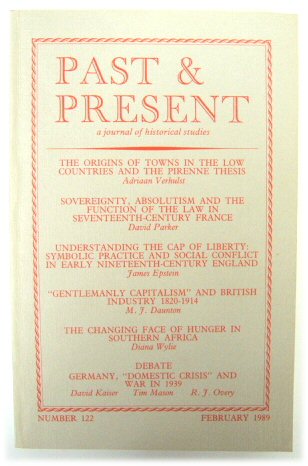 PAST &
PRESENT
a journal of historical studies
THE ORIGINS OF TOWNS IN THE LOW
COUNTRIES AND THE PIRENNE THESIS
Adriaan Verhulst
SOVEREIGNTY, ABSOLUTISM AND THE
FUNCTION OF THE LAW IN
SEVENTEENTH-CENTURY FRANCE
David Parker
UNDERSTANDING THE CAP OF LIBERTY:
SYMBOLIC PRACTICE AND SOCIAL CONFLICT
IN EARLY NINETEENTH-CENTURY ENGLAND
James Epstein
"GENTLEMANLY CAPITALISM" AND BRITISH
INDUSTRY 1820-1914
M. J. Daunton
THE CHANGING FACE OF HUNGER IN
SOUTHERN AFRICA
Diana Wylie
DEBATE
GERMANY, "DOMESTIC CRISIS" AND
WAR IN 1939
David Kaiser Tim Mason R. J. Overy
NUMBER 122 FEBRUARY 1989